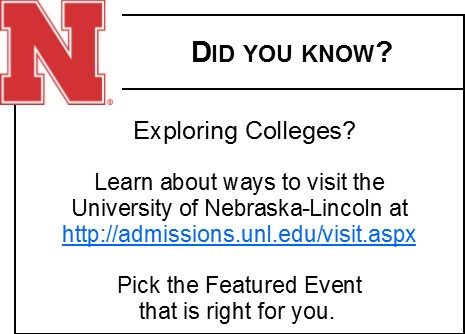 N
®
DID YOU KNOW?
Exploring Colleges?
Learn about ways to visit the
University of Nebraska-Lincoln at
http://admissions.unl.edu/visit.aspx
Pick the Featured Event
that is right for you.